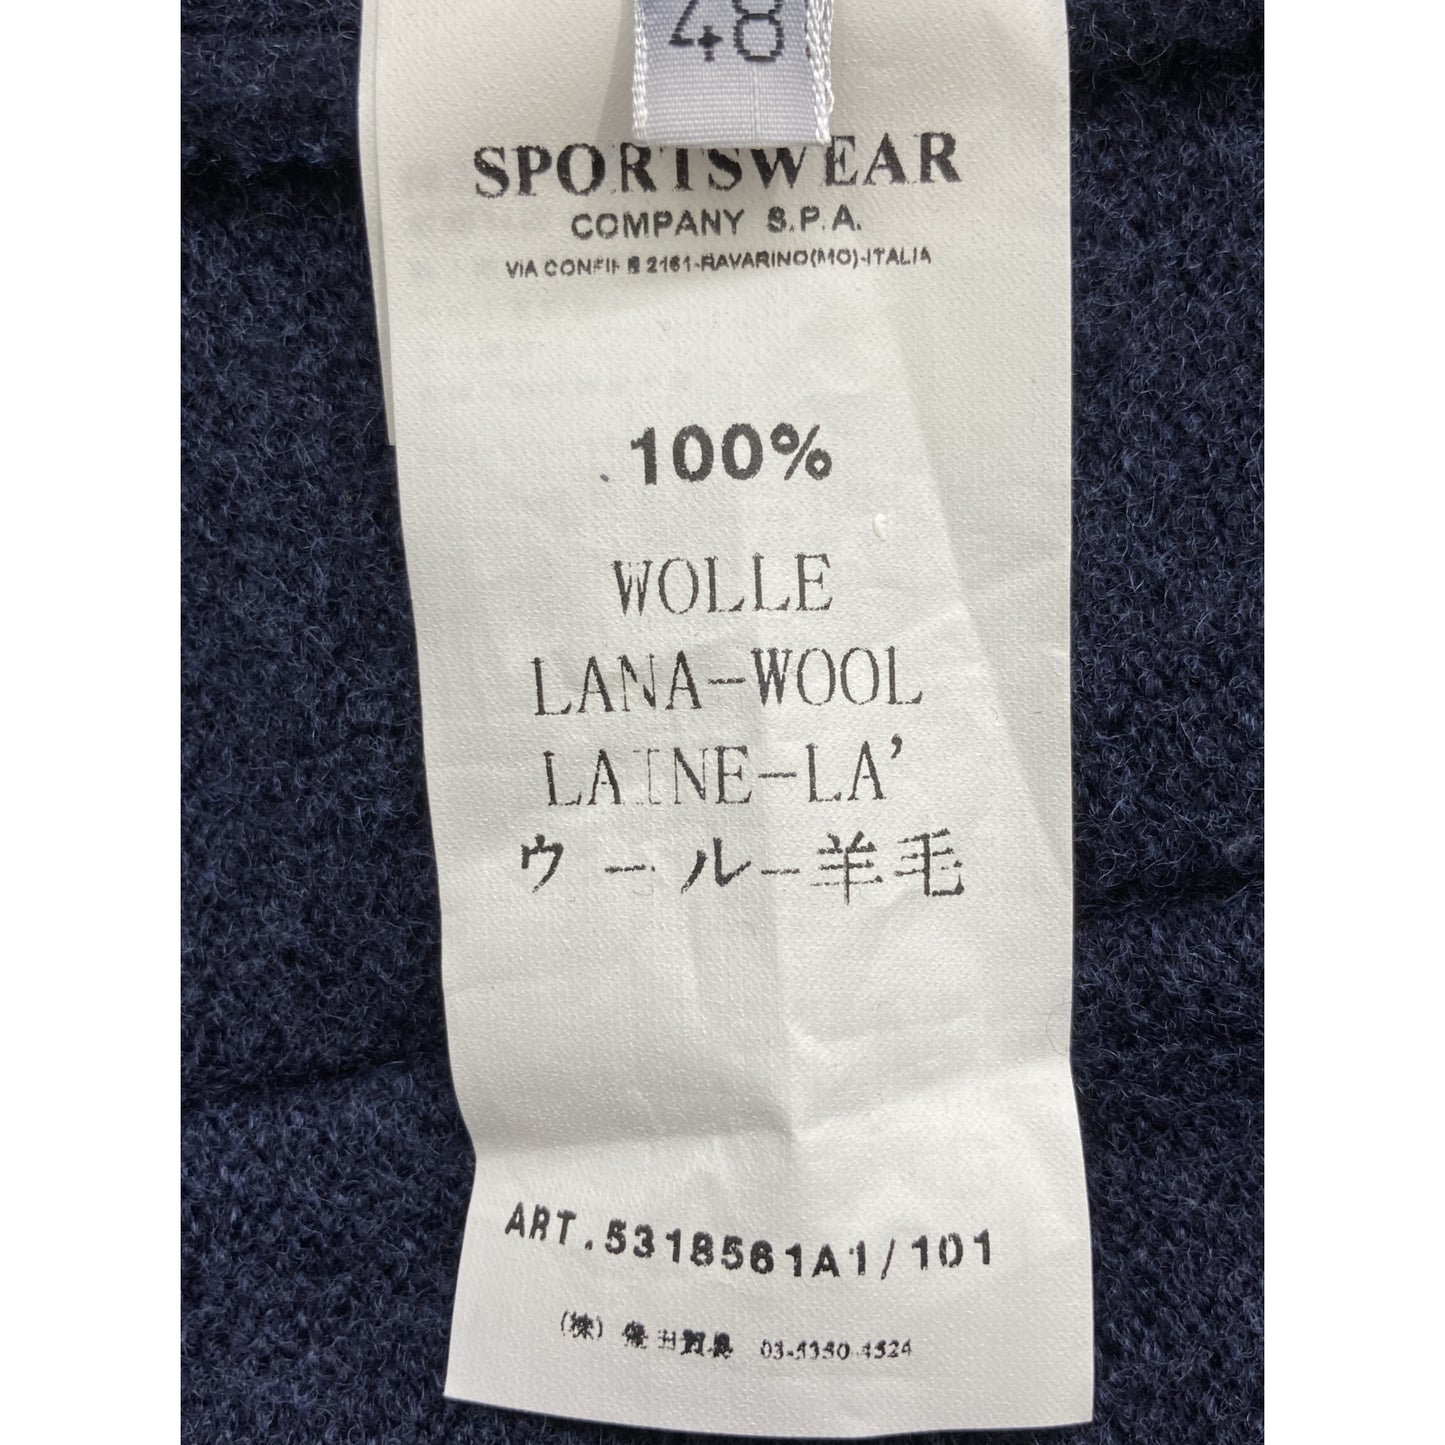 48
SPORTSWEAR
COMPANY S.P.A.
VIA CONFINE 2161-RAVARINO(MO)-ITALIA
100%
WOLLE
LANA-WOOL
LAINE-LA'
ウール-羊毛
ART.5318561A1/101
(株) 03-5350-4524